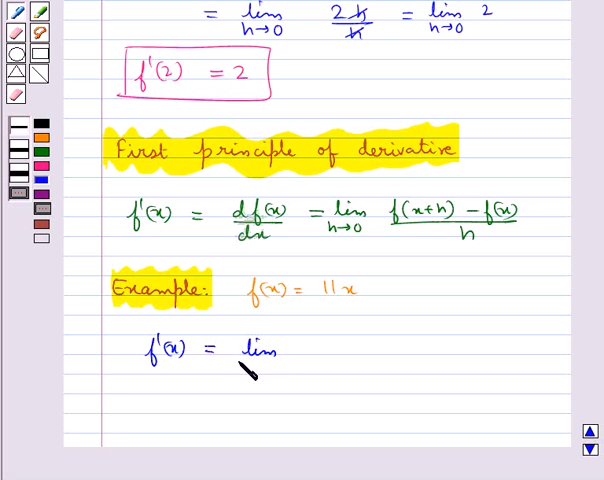 = lim h→0 2h/h = lim h→0 2
f'(2) = 2
First principle of derivative
f'(x) = df(x)/dx = lim h→0 f(x+h) - f(x)/h
Example: f(x) = 11x
f'(x) = lim